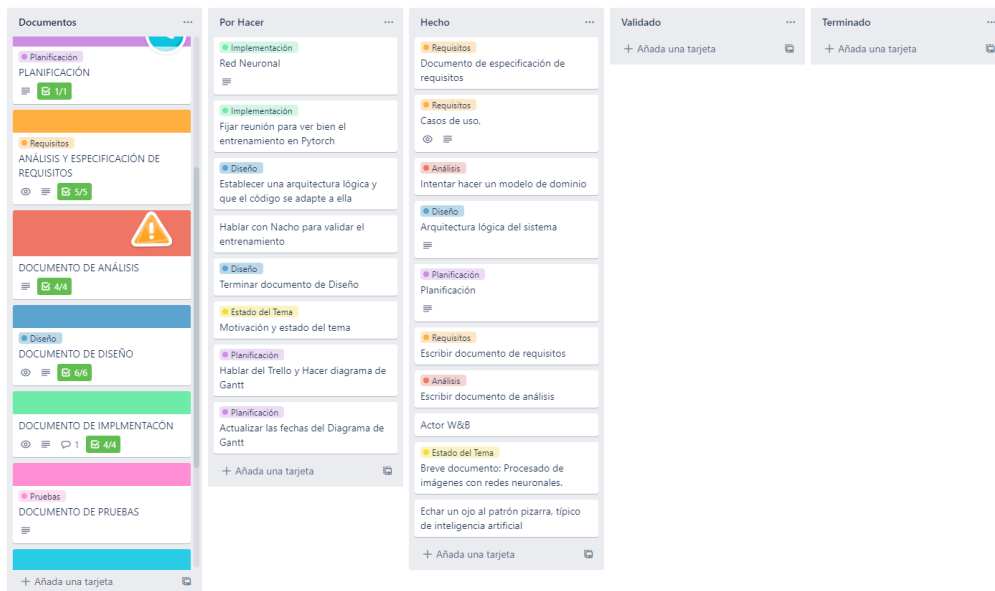 Documentos
Planificación
PLANIFICACIÓN
1/1
Requisitos
ANÁLISIS Y ESPECIFICACIÓN DE
REQUISITOS
5/5
DOCUMENTO DE ANÁLISIS
4/4
Diseño
DOCUMENTO DE DISEÑO
6/6
DOCUMENTO DE IMPLMENTACÓN
1
4/4
Pruebas
DOCUMENTO DE PRUEBAS
+ Añada una tarjeta
Por Hacer
Implementación
Red Neuronal
Implementación
Fijar reunión para ver bien el
entrenamiento en Pytorch
Diseño
Establecer una arquitectura lógica y
que el código se adapte a ella
Hablar con Nacho para validar el
entrenamiento
Diseño
Terminar documento de Diseño
Estado del Tema
Motivación y estado del tema
Planificación
Hablar del Trello y Hacer diagrama de
Gantt
Planificación
Actualizar las fechas del Diagrama de
Gantt
+ Añada una tarjeta
Hecho
Requisitos
Documento de especificación de
requisitos
Requisitos
Casos de uso,
Análisis
Intentar hacer un modelo de dominio
Diseño
Arquitectura lógica del sistema
Planificación
Planificación
Requisitos
Escribir documento de requisitos
Análisis
Escribir documento de análisis
Actor W&B
Estado del Tema
Breve documento: Procesado de
imágenes con redes neuronales.
Echar un ojo al patrón pizarra, típico
de inteligencia artificial
+ Añada una tarjeta
Validado
+ Añada una tarjeta
Terminado
+ Añada una tarjeta